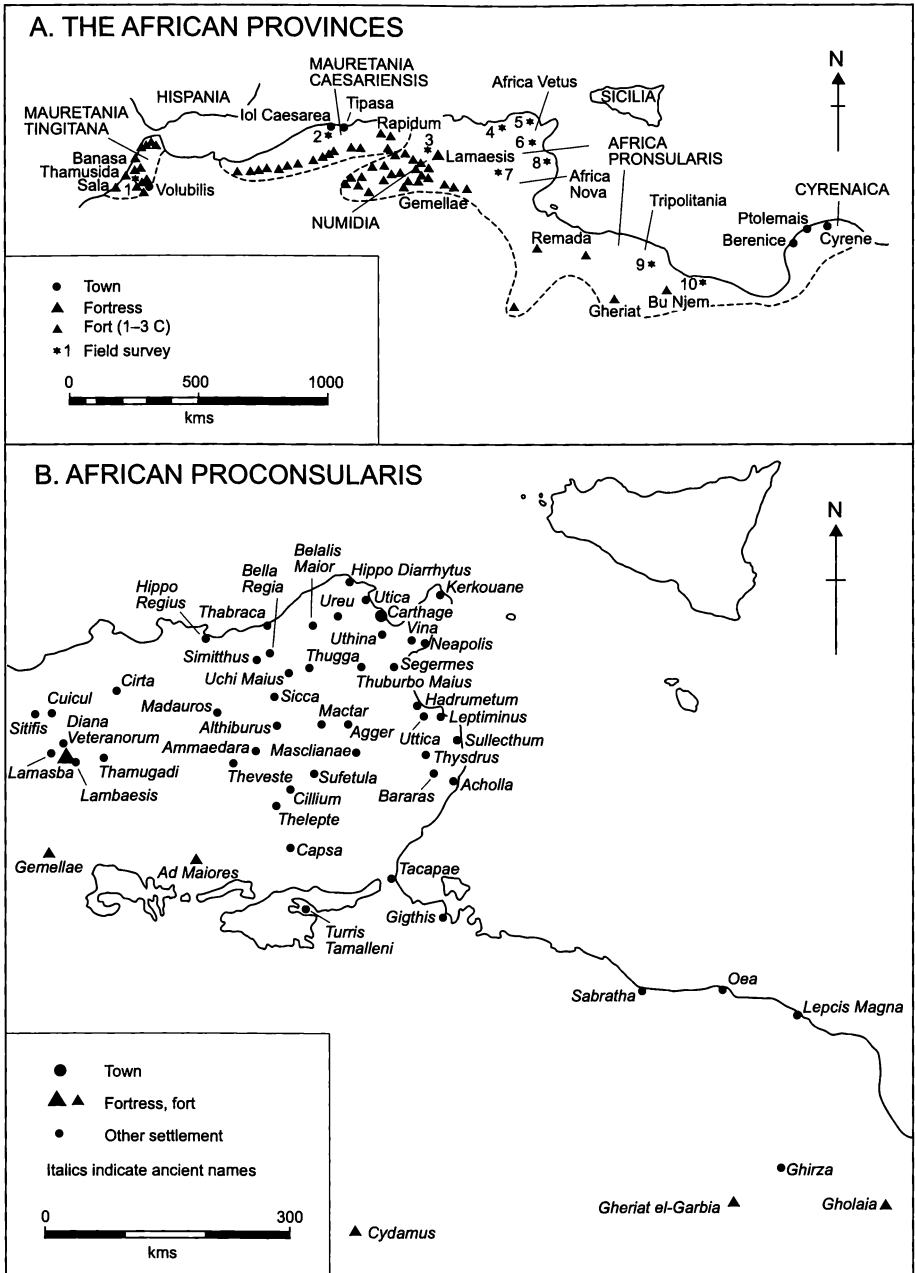 A. THE AFRICAN PROVINCES
N
MAURETANIA
CAESARIENSIS
Africa Vetus
HISPANIA
SICILIA
MAURETANIA
TINGITANA
Iol Caesarea
Tipasa
Rapidum
2
3
4
5
6
AFRICA
PRONSULARIS
Banasa
Thamusida
Sala
1
Volubilis
Lamaesis
7
8
Africa
Nova
CYRENAICA
NUMIDIA
Gemellae
Tripolitania
Ptolemais
Berenice
Cyrene
Remada
9
10
Bu Njem
Gheriat
Town
Fortress
Fort (1–3 C)
1 Field survey
0 500 1000
kms
B. AFRICAN PROCONSULARIS
N
Belalis
Maior
Bella
Regia
Hippo Diarrhytus
Kerkouane
Hippo
Regius
Thabraca
Ureu
Utica
Carthage
Uthina
Vina
Neapolis
Simitthus
Thugga
Segermes
Uchi Maius
Thuburbo Maius
Cirta
Sicca
Hadrumetum
Cuicul
Madauros
Mactar
Leptiminus
Sitifis
Diana
Veteranorum
Althiburus
Agger
Uttica
Sullecthum
Ammaedara
Masclianae
Thysdrus
Lamasba
Thamugadi
Theveste
Sufetula
Bararas
Acholla
Lambaesis
Cillium
Thelepte
Capsa
Gemellae
Ad Maiores
Tacapae
Gigthis
Turris
Tamalleni
Sabratha
Oea
Lepcis Magna
Town
Fortress, fort
Other settlement
Italics indicate ancient names
0 300
kms
Ghirza
Gheriat el-Garbia
Gholaia
Cydamus